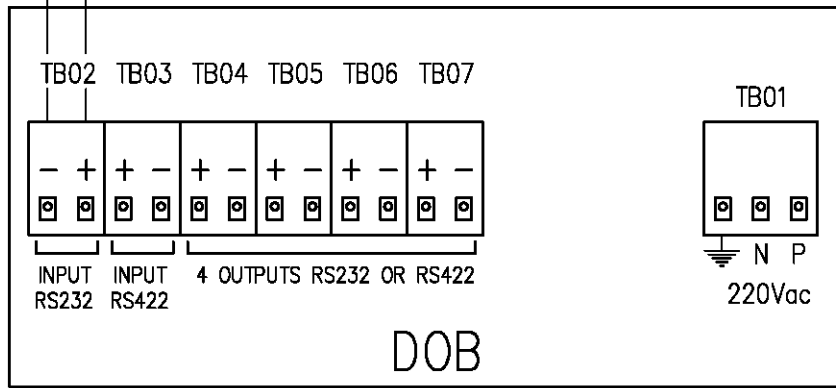 TB02 TB03 TB04 TB05 TB06 TB07
TB01
- + + - + - + - + - + -
INPUT RS232
INPUT RS422
4 OUTPUTS RS232 OR RS422
N P
220Vac
DOB